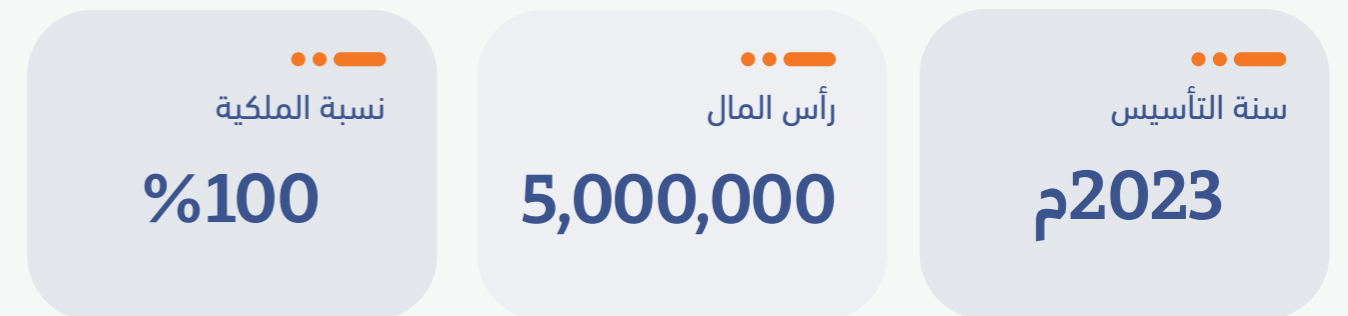 سنة التأسيس
2023م
رأس المال
5,000,000
نسبة الملكية
100%